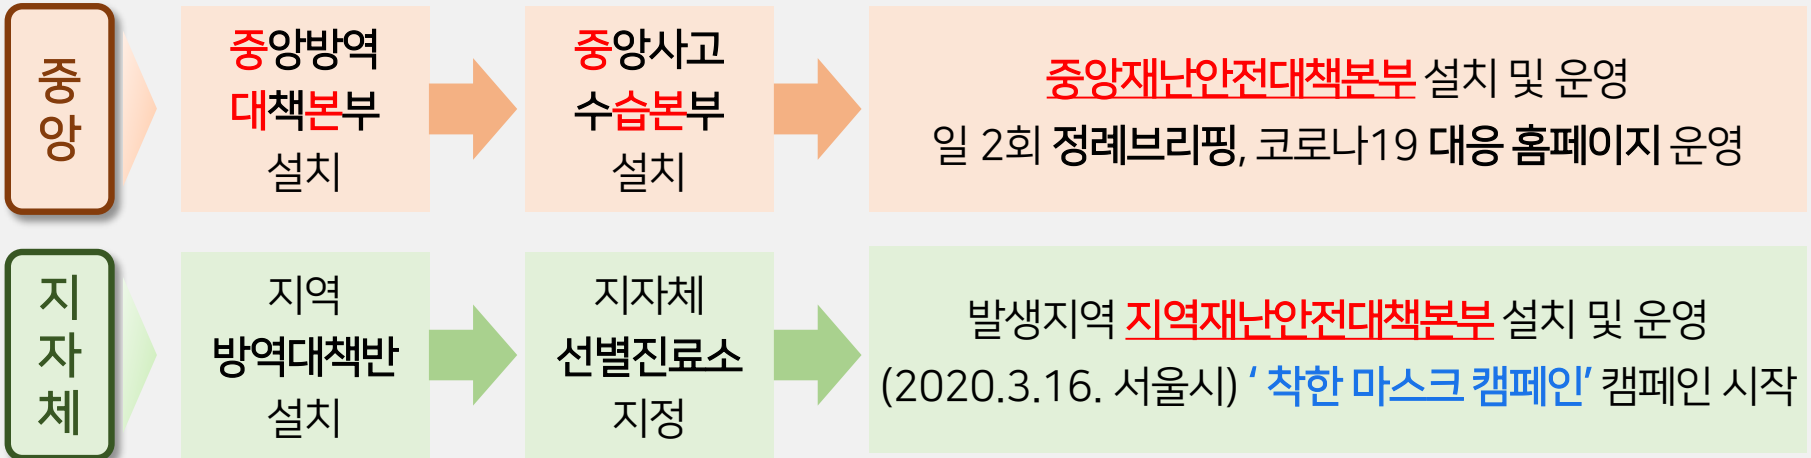 중앙
중앙방역
대책본부
설치
중앙사고
수습본부
설치
중앙재난안전대책본부 설치 및 운영
일 2회 정례브리핑, 코로나19 대응 홈페이지 운영
지자체
지역
방역대책반
설치
지자체
선별진료소
지정
발생지역 지역재난안전대책본부 설치 및 운영
(2020.3.16. 서울시) ‘ 착한 마스크 캠페인’ 캠페인 시작